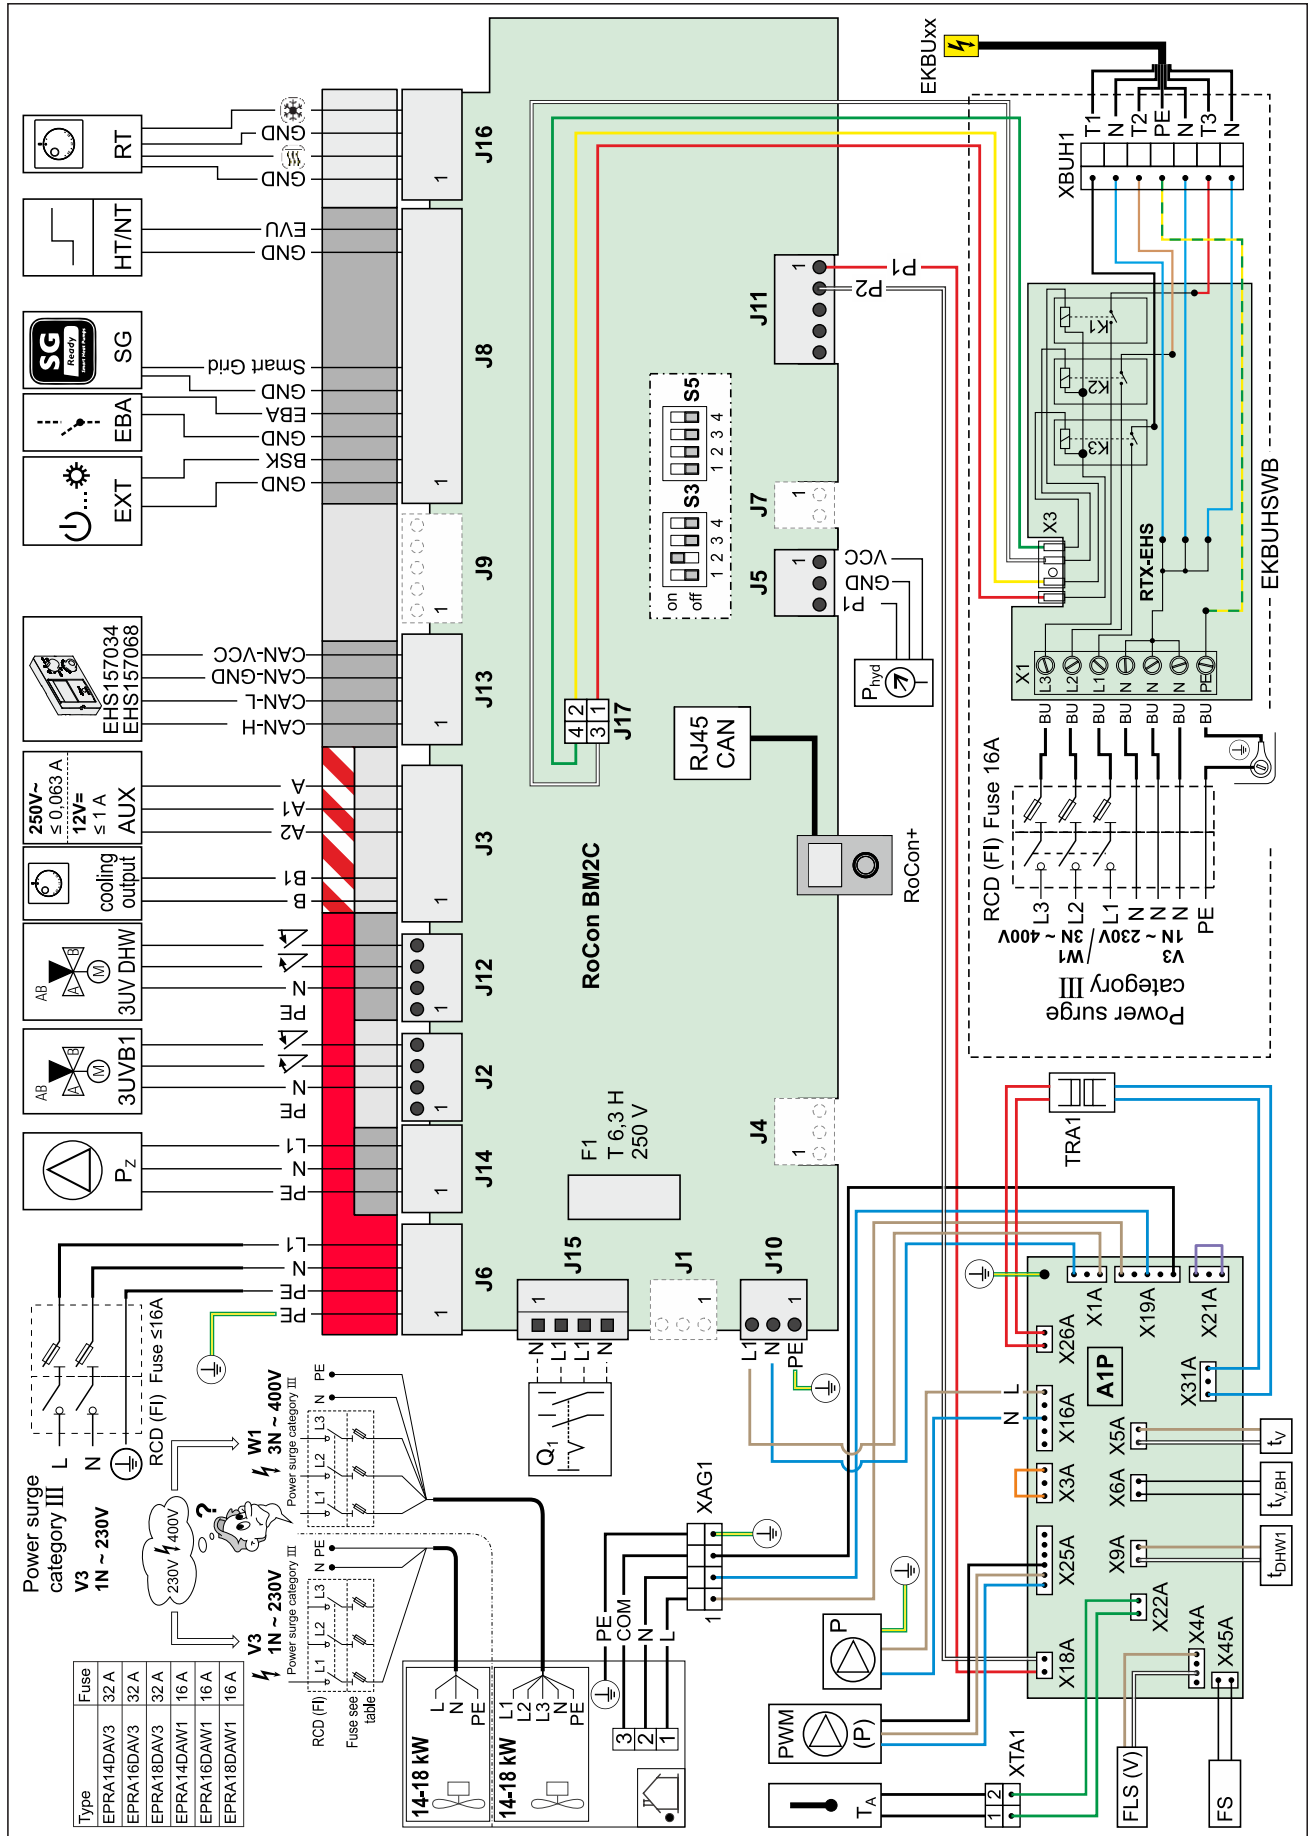 RT
GND
GND
J16
1
HT/NT
EVU
GND
SG
Ready
SG
Smart Grid
GND
EBA
EBA
GND
EXT
BSK
GND
J8
1
J9
1
EHS157034
EHS157068
CAN-VCC
CAN-GND
CAN-L
CAN-H
J13
1
250V~
≤ 0,063 A
12V=
≤ 1 A
AUX
A
A1
A2
cooling
output
B1
B
J3
1
AB
A
B
M
3UV DHW
N
PE
J12
1
AB
A
B
M
3UVB1
N
PE
J2
1
PZ
L1
N
PE
J14
1
L1
N
PE
PE
J6
1
RCD (FI) Fuse ≤16A
L
N
Power surge
category III
V3
1N ~ 230V
230V 400V
?
W1
3N ~ 400V
Power surge category III
L1
L2
L3
N
PE
V3
1N ~ 230V
Power surge category III
L1
L2
L3
N
PE
RCD (FI)
Fuse see
table
Type Fuse
EPRA14DAV3 32 A
EPRA16DAV3 32 A
EPRA18DAV3 32 A
EPRA14DAW1 16 A
EPRA16DAW1 16 A
EPRA18DAW1 16 A
14-18 kW
L
N
PE
14-18 kW
L1
L2
L3
N
PE
PE
COM
N
L
3
2
1
XAG1
1
RoCon BM2C
F1
T 6,3 H
250 V
J15
1
N
L1
L1
N
Q1
J1
1
J10
1
L1
N
PE
J4
1
J17
4 2
3 1
RJ45
CAN
RoCon+
on
off
S3
1 2 3 4
S5
1 2 3 4
J11
1
P1
P2
J7
1
J5
1
VCC
GND
P1
Phyd
EKBUxx
XBUH1
T1
N
T2
PE
N
T3
N
K1
K2
K3
X3
RTX-EHS
EKBUHSWB
X1
L3
L2
L1
N
N
N
PE
BU
BU
BU
BU
BU
BU
BU
RCD (FI) Fuse 16A
L3
L2
L1
N
N
N
PE
W1
3N ~ 400V
/
V3
1N ~ 230V
Power surge
category III
TRA1
A1P
X1A
X19A
X21A
X26A
X31A
X16A
L
N
X3A
X25A
X18A
X5A
X6A
X9A
X22A
X4A
X45A
tV
tV,BH
tDHW1
P
PWM
(P)
TA
XTA1
1 2
FLS (V)
FS